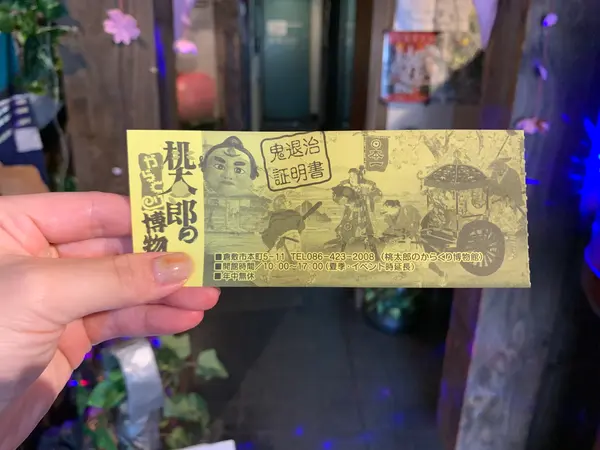 桃太郎の
からくり
博物
鬼退治
証明書
日本一
■倉敷市本町5-11 TEL086-423-2008 (桃太郎のからくり博物館)
■開館時間/10:00~17:00(夏季・イベント時延長)
■年中無休